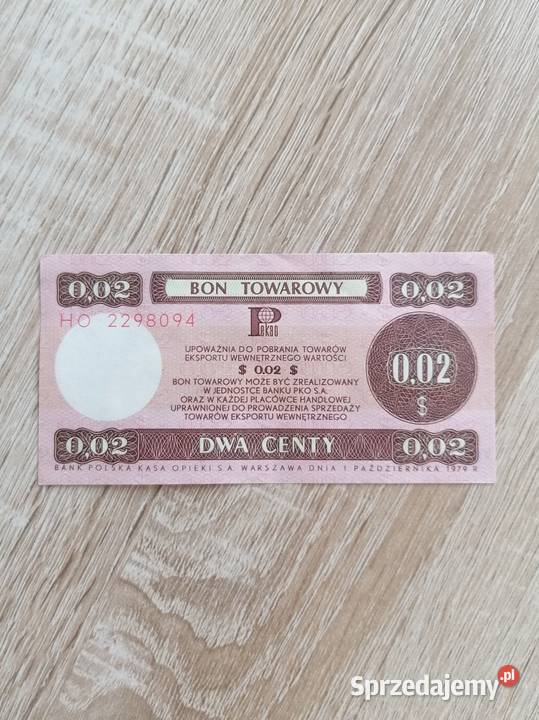 0,02 BON TOWAROWY 0,02
HO 2298094
Pekao
UPOWAŻNIA DO POBRANIA TOWARÓW
EKSPORTU WEWNĘTRZNEGO WARTOŚCI
$ 0.02 $
BON TOWAROWY MOŻE BYĆ ZREALIZOWANY
W JEDNOSTCE BANKU PKO S.A.
ORAZ W KAŻDEJ PLACÓWCE HANDLOWEJ
UPRAWNIONEJ DO PROWADZENIA SPRZEDAŻY
TOWARÓW EKSPORTU WEWNĘTRZNEGO
0,02
$
0,02 DWA CENTY 0,02
BANK POLSKA KASA OPIEKI S.A. WARSZAWA DNIA 1 PAŹDZIERNIKA 1979 R
Sprzedajemy.pl